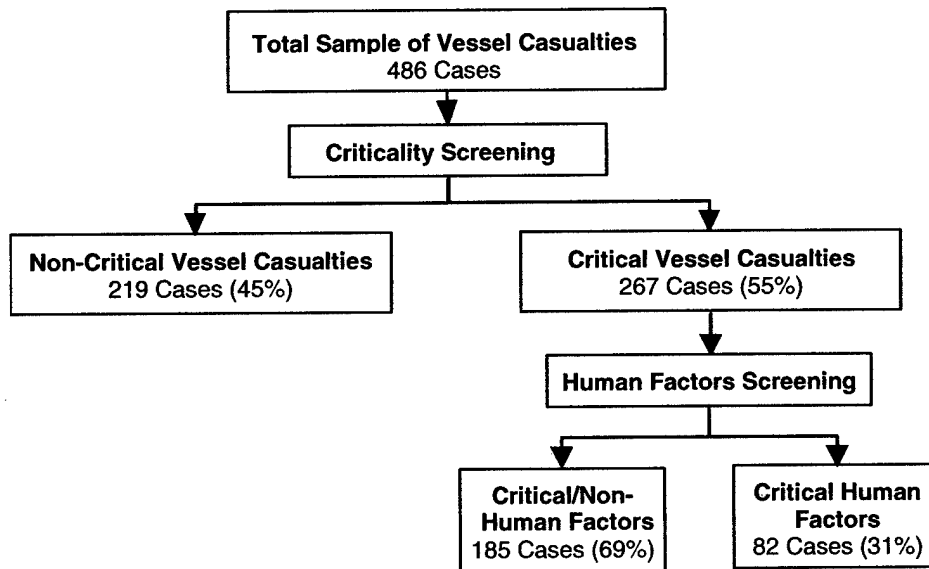 Total Sample of Vessel Casualties
486 Cases
Criticality Screening
Non-Critical Vessel Casualties
219 Cases (45%)
Critical Vessel Casualties
267 Cases (55%)
Human Factors Screening
Critical/Non-
Human Factors
185 Cases (69%)
Critical Human
Factors
82 Cases (31%)